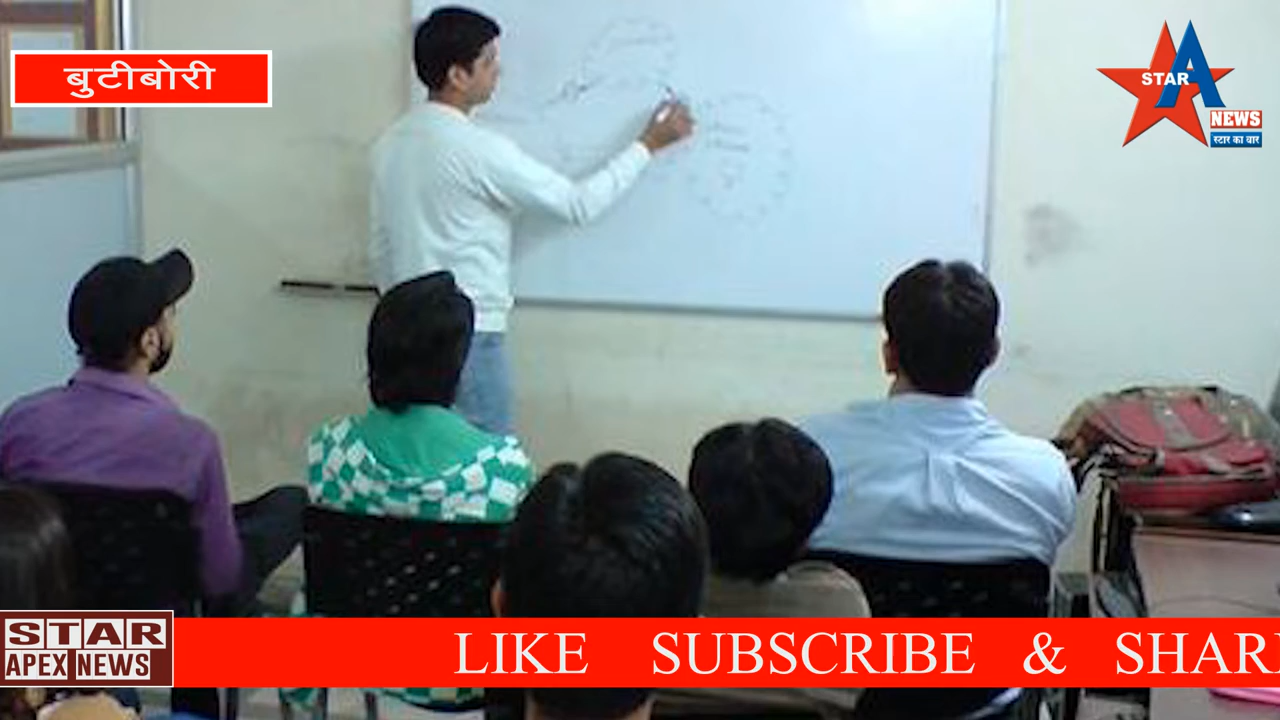 बुटीबोरी
STAR
A
NEWS
स्टार का वार
STAR
APEX NEWS
LIKE SUBSCRIBE & SHAR